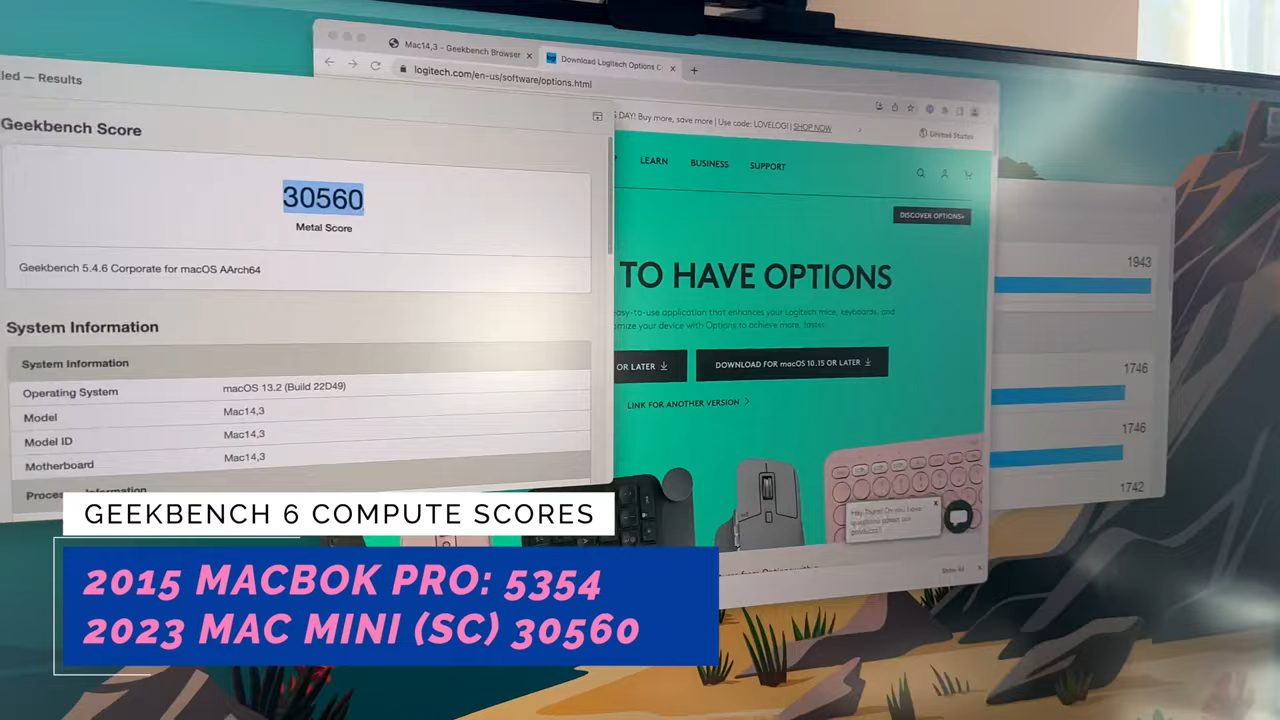 led — Results
Geekbench Score
30560
Metal Score
Geekbench 5.4.6 Corporate for macOS AArch64
System Information
System Information
Operating System macOS 13.2 (Build 22D49)
Model Mac14,3
Model ID Mac14,3
Motherboard Mac14,3
Mac14,3 - Geekbench Browser
Download Logitech Options
logitech.com/en-us/software/options.html
DAY! Buy more, save more | Use code: LOVELOGI | SHOP NOW
United States
LEARN BUSINESS SUPPORT
DISCOVER OPTIONS+
TO HAVE OPTIONS
easy-to-use application that enhances your Logitech mice, keyboards, and
omize your device with Options to achieve more, faster.
OR LATER
DOWNLOAD FOR macOS 10.15 OR LATER
LINK FOR ANOTHER VERSION
Show All
1943
1746
1746
1742
GEEKBENCH 6 COMPUTE SCORES
2015 MACBOK PRO: 5354
2023 MAC MINI (SC) 30560